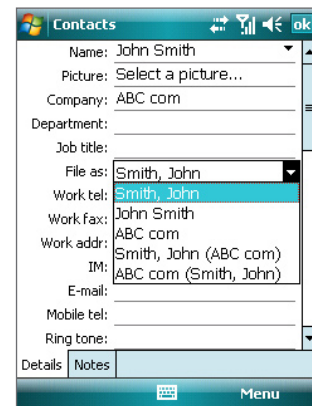 Contacts ok
Name: John Smith
Picture: Select a picture...
Company: ABC com
Department:
Job title:
File as: Smith, John
Work tel: Smith, John
Work fax: John Smith
Work addr: ABC com
Smith, John (ABC com)
IM: ABC com (Smith, John)
E-mail:
Mobile tel:
Ring tone:
Details Notes
Menu